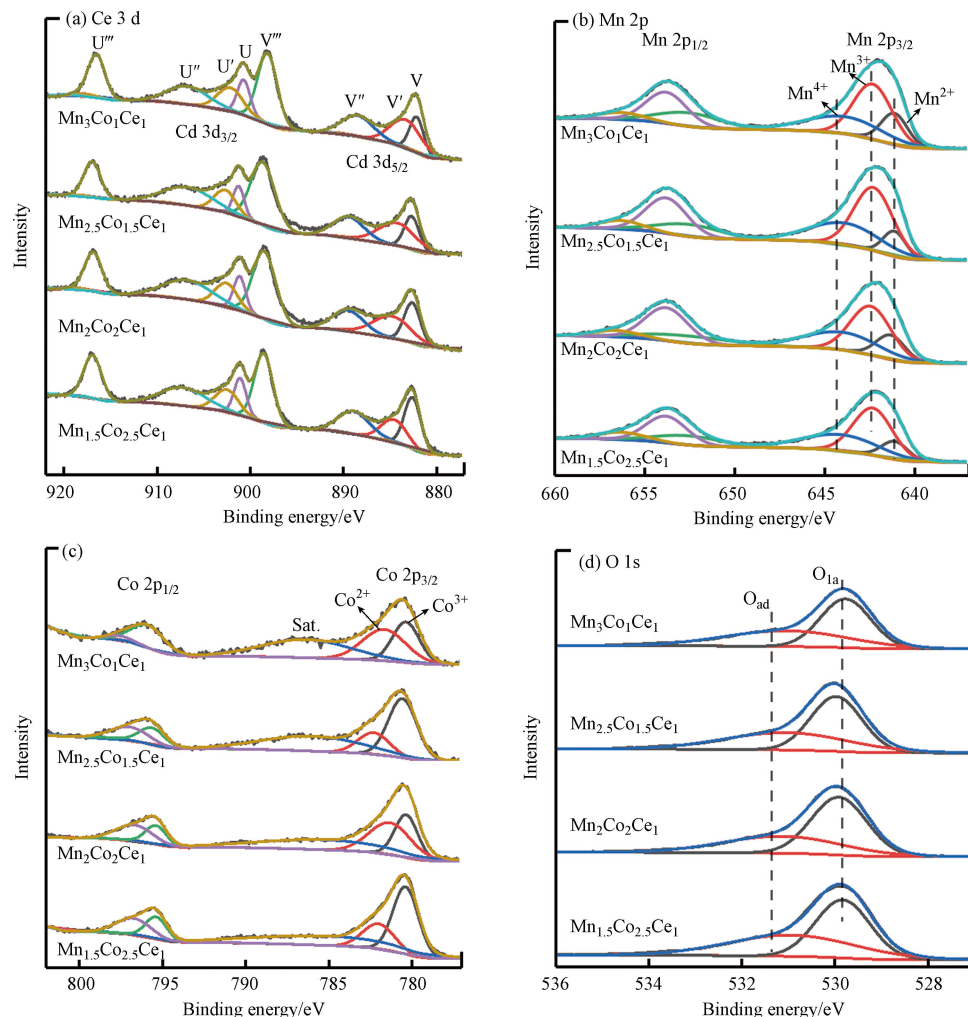 (a) Ce 3 d
U‴
U″
U′
U
V‴
V″
V′
V
Mn₃Co₁Ce₁
Cd 3d₃/₂
Cd 3d₅/₂
Mn₂.₅Co₁.₅Ce₁
Mn₂Co₂Ce₁
Mn₁.₅Co₂.₅Ce₁
Intensity
920
910
900
890
880
Binding energy/eV
(b) Mn 2p
Mn 2p₁/₂
Mn 2p₃/₂
Mn³⁺
Mn⁴⁺
Mn²⁺
Mn₃Co₁Ce₁
Mn₂.₅Co₁.₅Ce₁
Mn₂Co₂Ce₁
Mn₁.₅Co₂.₅Ce₁
Intensity
660
650
640
Binding energy/eV
(c)
Co 2p₁/₂
Co 2p₃/₂
Co²⁺
Co³⁺
Sat.
Mn₃Co₁Ce₁
Mn₂.₅Co₁.₅Ce₁
Mn₂Co₂Ce₁
Mn₁.₅Co₂.₅Ce₁
Intensity
800
795
790
785
780
Binding energy/eV
(d) O 1s
O₁ₐ
Oad
Mn₃Co₁Ce₁
Mn₂.₅Co₁.₅Ce₁
Mn₂Co₂Ce₁
Mn₁.₅Co₂.₅Ce₁
Intensity
536
534
532
530
528
Binding energy/eV